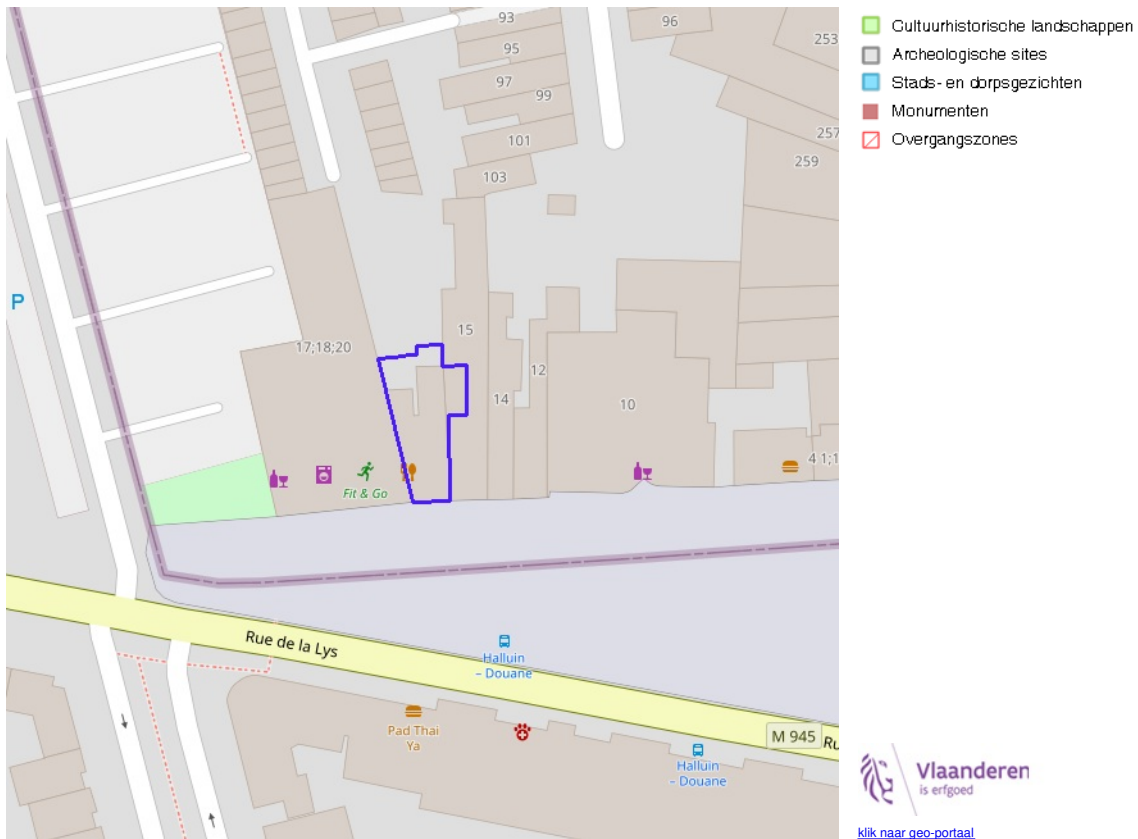 93
96
253
95
97
99
257
101
259
103
P
15
17;18;20
12
14
10
4 1;1
Fit & Go
Rue de la Lys
Halluin
– Douane
Pad Thai
Ya
M 945
Ru
Halluin
– Douane
Cultuurhistorische landschappen
Archeologische sites
Stads- en dorpsgezichten
Monumenten
Overgangszones
Vlaanderen
is erfgoed
klik naar geo-portaal